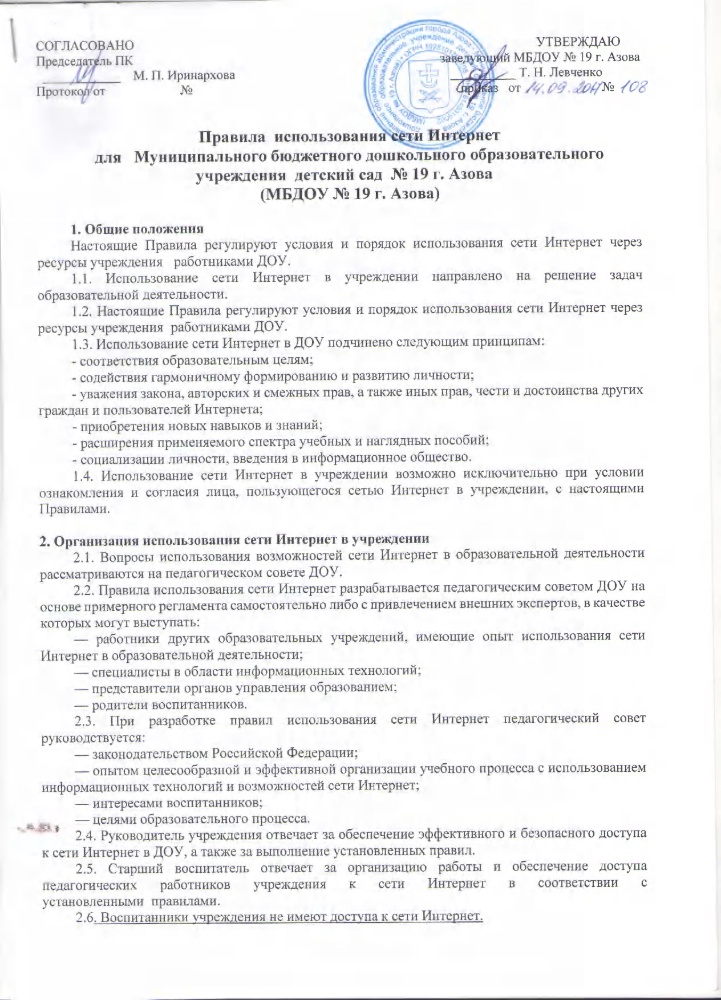 СОГЛАСОВАНО
Председатель ПК
____________ М. П. Иринархова
Протокол от №
УТВЕРЖДАЮ
заведующий МБДОУ № 19 г. Азова
__________ Т. Н. Левченко
приказ от 14.09. № 108
Правила использования сети Интернет
для Муниципального бюджетного дошкольного образовательного
учреждения детский сад № 19 г. Азова
(МБДОУ № 19 г. Азова)
1. Общие положения
Настоящие Правила регулируют условия и порядок использования сети Интернет через
ресурсы учреждения работниками ДОУ.
1.1. Использование сети Интернет в учреждении направлено на решение задач
образовательной деятельности.
1.2. Настоящие Правила регулируют условия и порядок использования сети Интернет через
ресурсы учреждения работниками ДОУ.
1.3. Использование сети Интернет в ДОУ подчинено следующим принципам:
- соответствия образовательным целям;
- содействия гармоничному формированию и развитию личности;
- уважения закона, авторских и смежных прав, а также иных прав, чести и достоинства других
граждан и пользователей Интернета;
- приобретения новых навыков и знаний;
- расширения применяемого спектра учебных и наглядных пособий;
- социализации личности, введения в информационное общество.
1.4. Использование сети Интернет в учреждении возможно исключительно при условии
ознакомления и согласия лица, пользующегося сетью Интернет в учреждении, с настоящими
Правилами.
2. Организация использования сети Интернет в учреждении
2.1. Вопросы использования возможностей сети Интернет в образовательной деятельности
рассматриваются на педагогическом совете ДОУ.
2.2. Правила использования сети Интернет разрабатывается педагогическим советом ДОУ на
основе примерного регламента самостоятельно либо с привлечением внешних экспертов, в качестве
которых могут выступать:
— работники других образовательных учреждений, имеющие опыт использования сети
Интернет в образовательной деятельности;
— специалисты в области информационных технологий;
— представители органов управления образованием;
— родители воспитанников.
2.3. При разработке правил использования сети Интернет педагогический совет
руководствуется:
— законодательством Российской Федерации;
— опытом целесообразной и эффективной организации учебного процесса с использованием
информационных технологий и возможностей сети Интернет;
— интересами воспитанников;
— целями образовательного процесса.
2.4. Руководитель учреждения отвечает за обеспечение эффективного и безопасного доступа
к сети Интернет в ДОУ, а также за выполнение установленных правил.
2.5. Старший воспитатель отвечает за организацию работы и обеспечение доступа
педагогических работников учреждения к сети Интернет в соответствии с
установленными правилами.
2.6. Воспитанники учреждения не имеют доступа к сети Интернет.